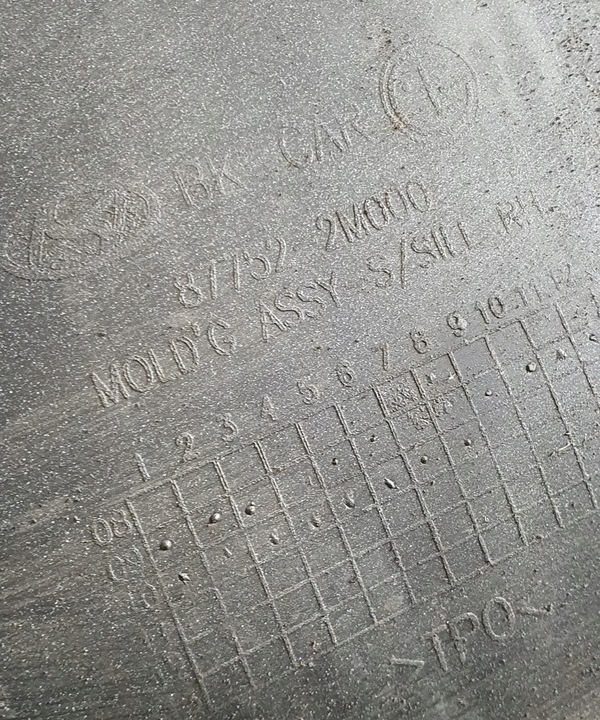 BK CAR
87752 2M000
MOLD'G ASSY S/SILL RH
1 2 3 4 5 6 7 8 9 10 11 12
08
09
10
>TPO<